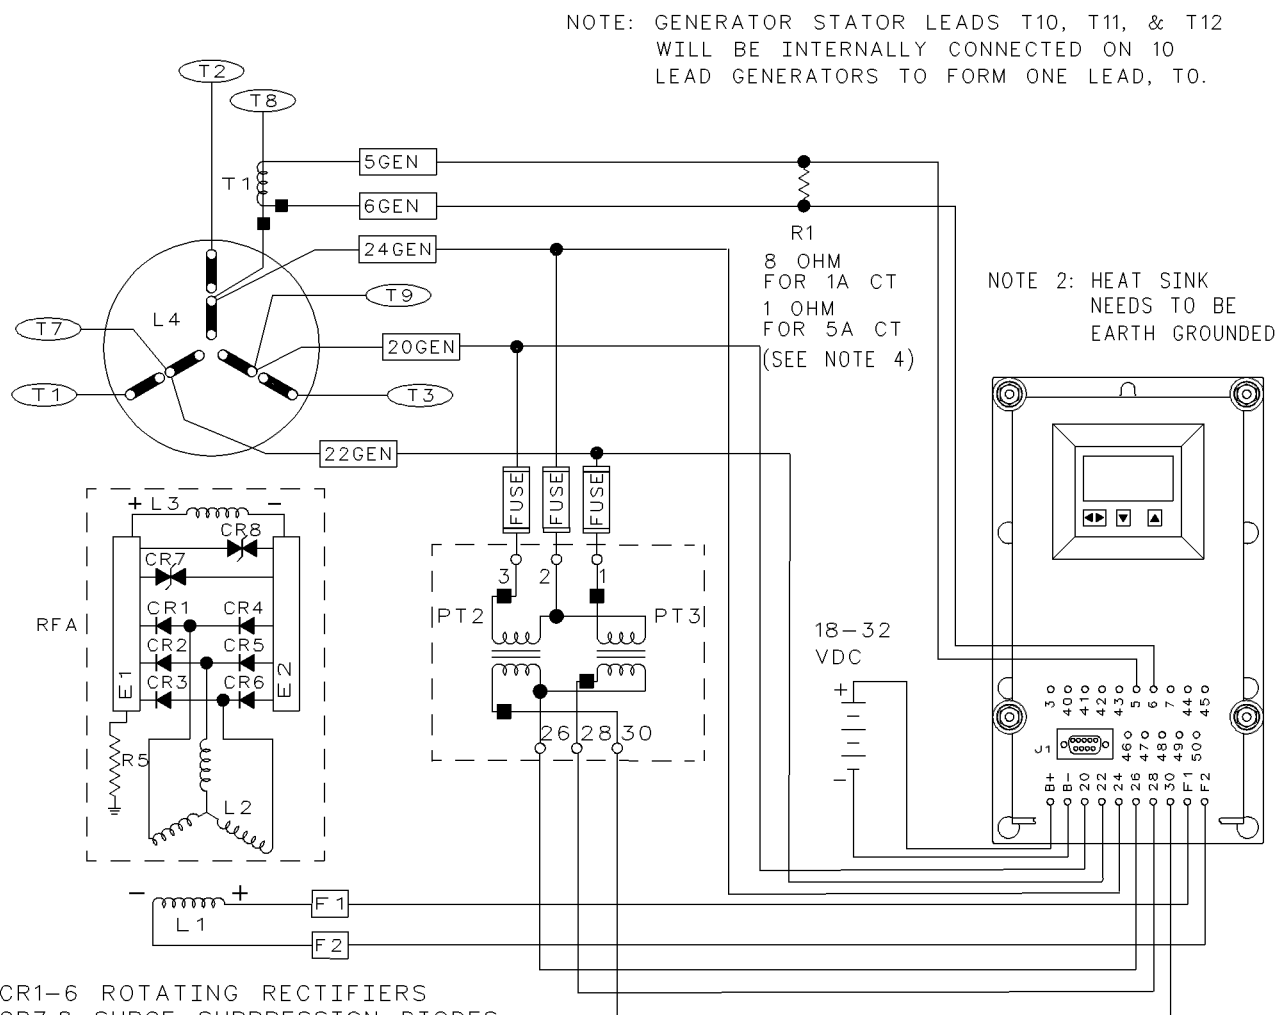 NOTE: GENERATOR STATOR LEADS T10, T11, & T12
WILL BE INTERNALLY CONNECTED ON 10
LEAD GENERATORS TO FORM ONE LEAD, T0.
T2
T8
5GEN
T1
6GEN
R1
24GEN
8 OHM
FOR 1A CT
1 OHM
FOR 5A CT
(SEE NOTE 4)
NOTE 2: HEAT SINK
NEEDS TO BE
EARTH GROUNDED
T9
L4
T7
20GEN
T1
T3
22GEN
FUSE
FUSE
FUSE
+ L3 -
CR8
CR7
CR1 CR4
RFA
CR2 CR5
CR3 CR6
E1
E2
R5
L2
3 2 1
PT2
PT3
26 28 30
18-32
VDC
+
-
3 40 41 42 43 5 6 7 44 45
J1
46 47 48 49 50
B+ B- 20 22 24 26 28 30 F1 F2
- +
L1
F1
F2
CR1-6 ROTATING RECTIFIERS
CR7-8 SURGE SUPPRESSION DIODES